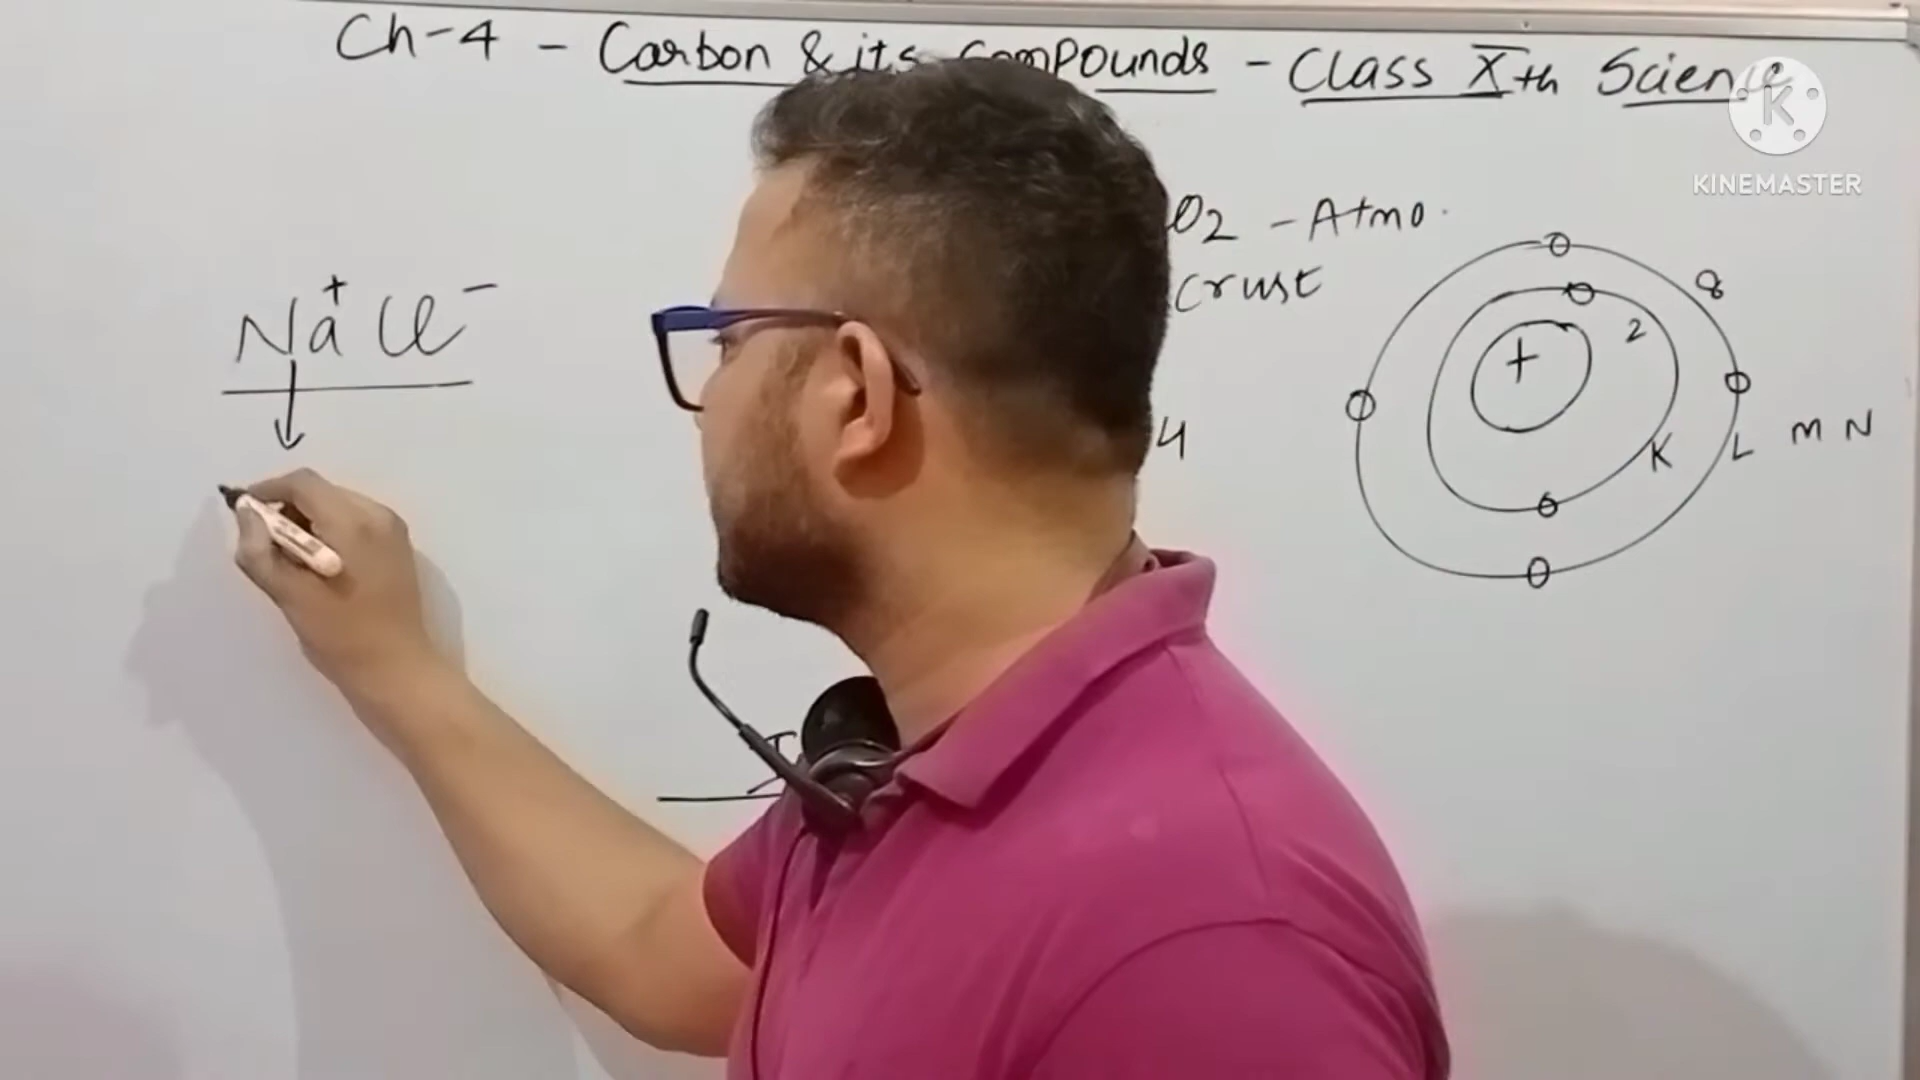 Ch-4 - Carbon & its Compounds - Class Xth Science
KINEMASTER
O2 - Atmo.
crust
Na+ Cl-
+
2
8
K L M N
4